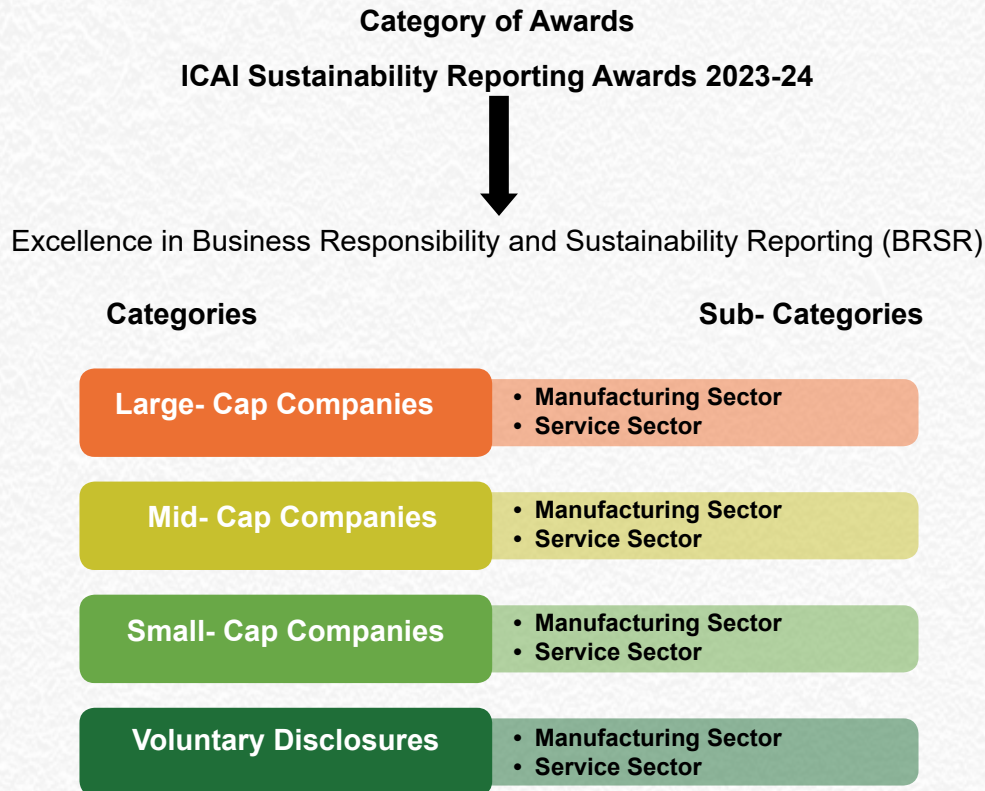 Category of Awards
ICAI Sustainability Reporting Awards 2023-24
Excellence in Business Responsibility and Sustainability Reporting (BRSR)
Categories
Sub- Categories
Large- Cap Companies
• Manufacturing Sector
• Service Sector
Mid- Cap Companies
• Manufacturing Sector
• Service Sector
Small- Cap Companies
• Manufacturing Sector
• Service Sector
Voluntary Disclosures
• Manufacturing Sector
• Service Sector